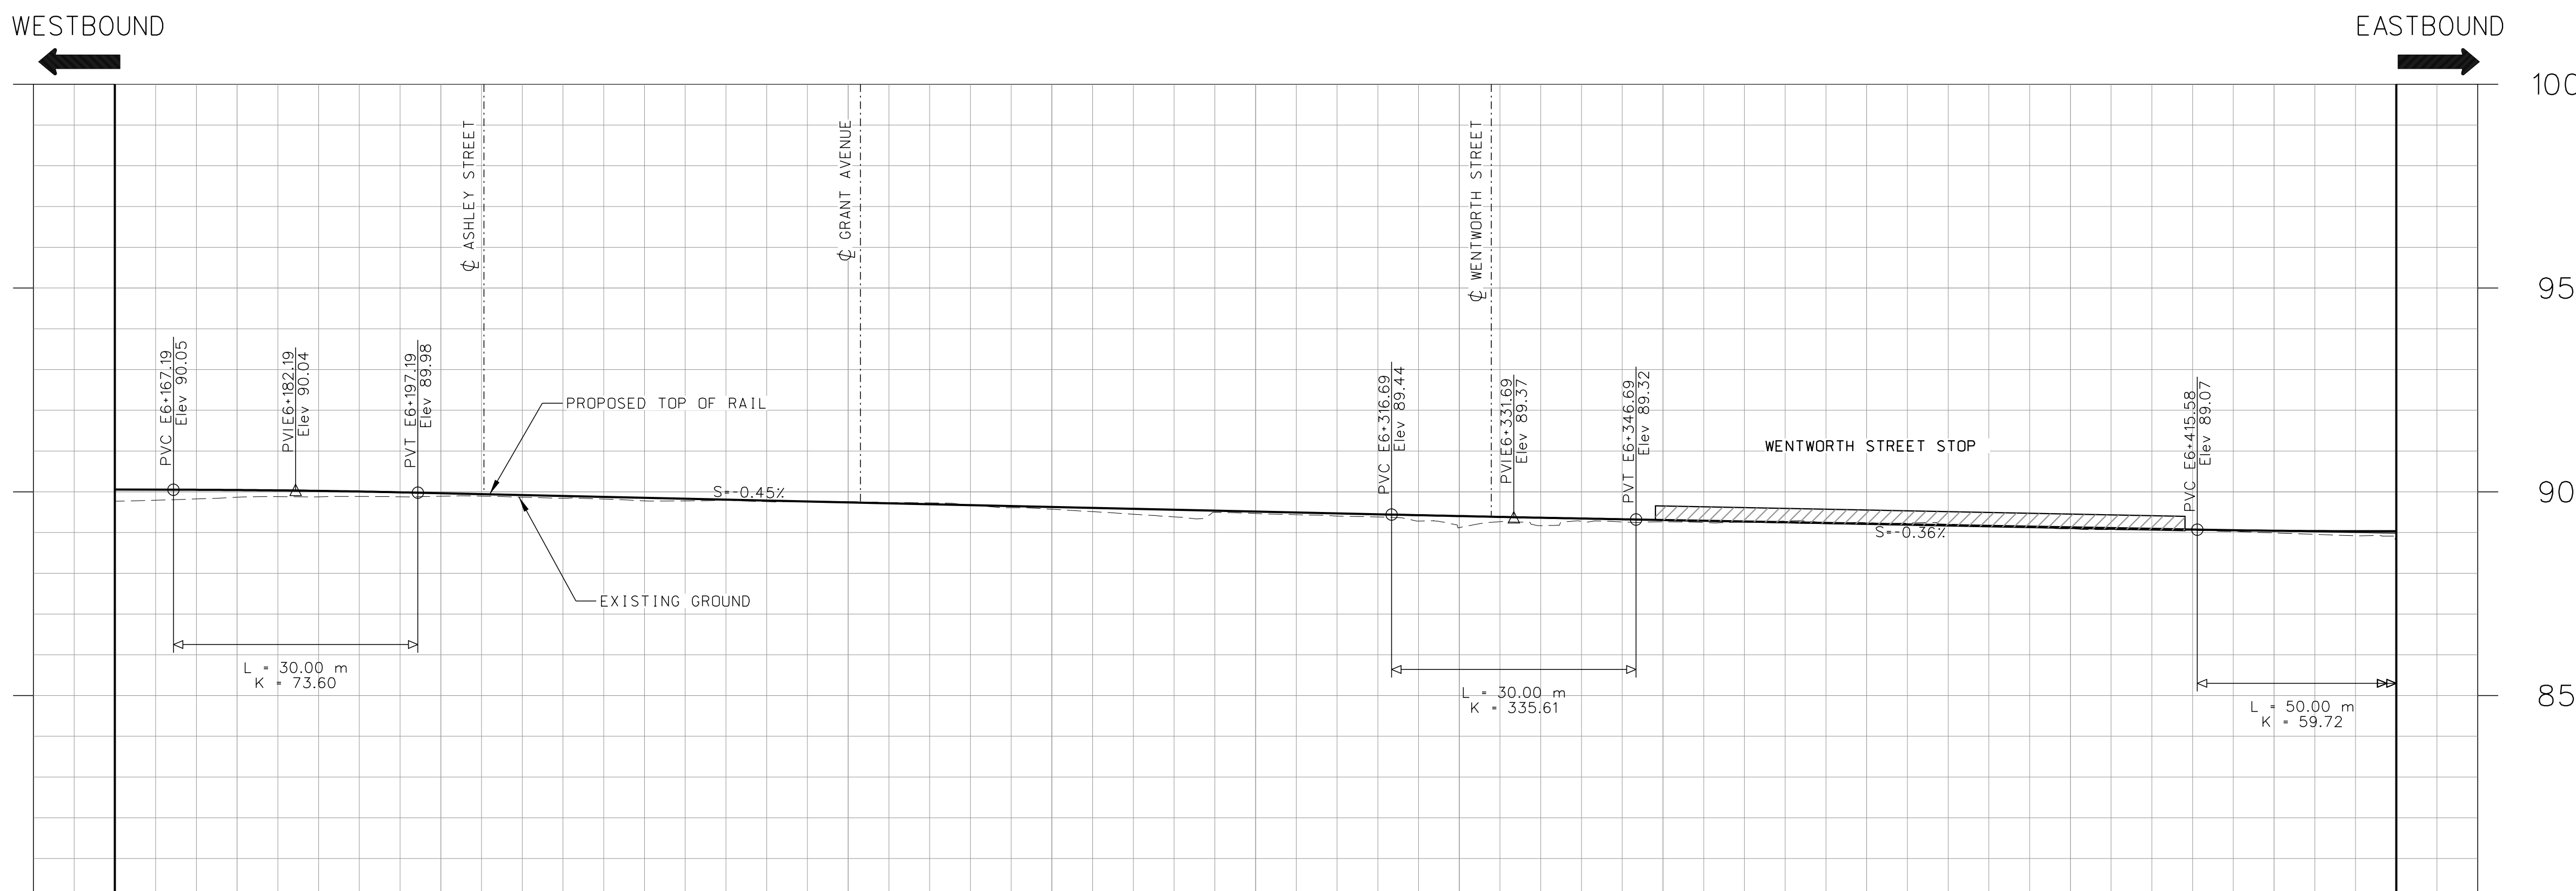 WESTBOUND
EASTBOUND
100
95
90
85
℄ ASHLEY STREET
℄ GRANT AVENUE
℄ WENTWORTH STREET
PVC E6+167.19
Elev 90.05
PVI E6+182.19
Elev 90.04
PVT E6+197.19
Elev 89.98
PROPOSED TOP OF RAIL
S=-0.45%
EXISTING GROUND
PVC E6+316.69
Elev 89.44
PVI E6+331.69
Elev 89.37
PVT E6+346.69
Elev 89.32
WENTWORTH STREET STOP
S=-0.36%
PVC E6+415.58
Elev 89.07
L = 30.00 m
K = 73.60
L = 30.00 m
K = 335.61
L = 50.00 m
K = 59.72